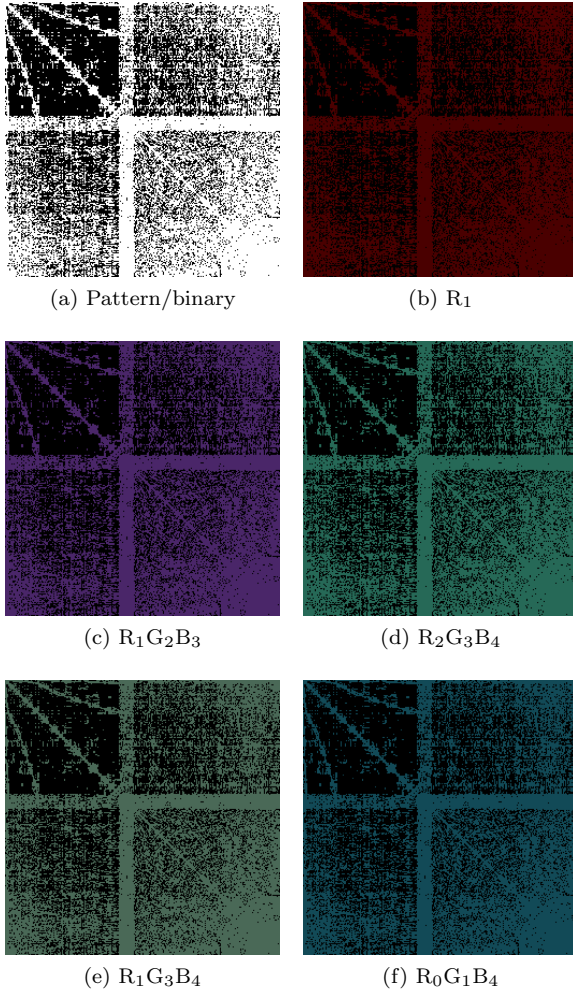 (a) Pattern/binary
(b) R₁
(c) R₁G₂B₃
(d) R₂G₃B₄
(e) R₁G₃B₄
(f) R₀G₁B₄